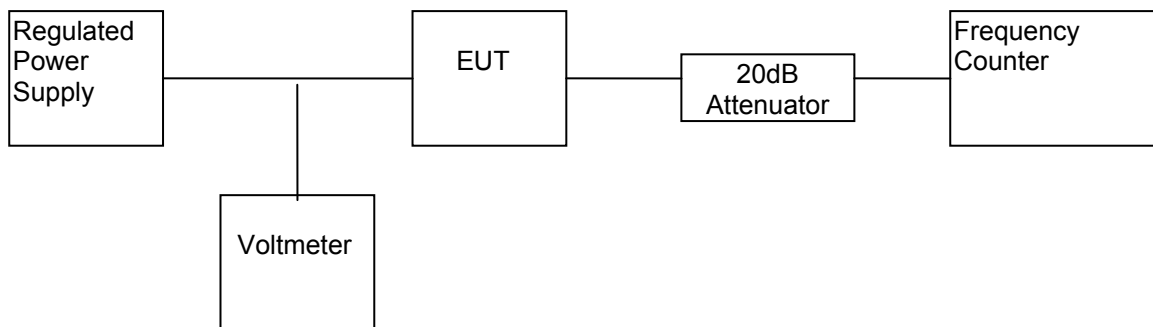 Regulated
Power
Supply
EUT
20dB
Attenuator
Frequency
Counter
Voltmeter